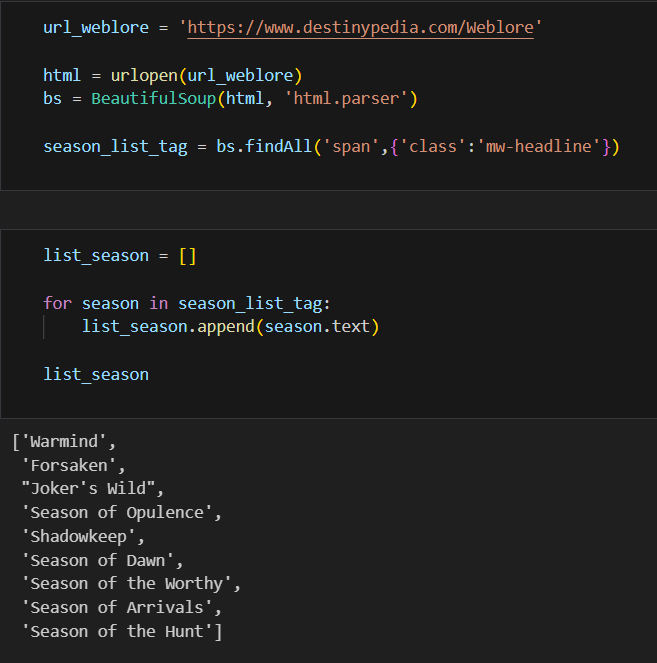 url_weblore = 'https://www.destinypedia.com/Weblore'
html = urlopen(url_weblore)
bs = BeautifulSoup(html, 'html.parser')
season_list_tag = bs.findAll('span',{'class':'mw-headline'})
list_season = []
for season in season_list_tag:
    list_season.append(season.text)
list_season
['Warmind',
 'Forsaken',
 "Joker's Wild",
 'Season of Opulence',
 'Shadowkeep',
 'Season of Dawn',
 'Season of the Worthy',
 'Season of Arrivals',
 'Season of the Hunt']